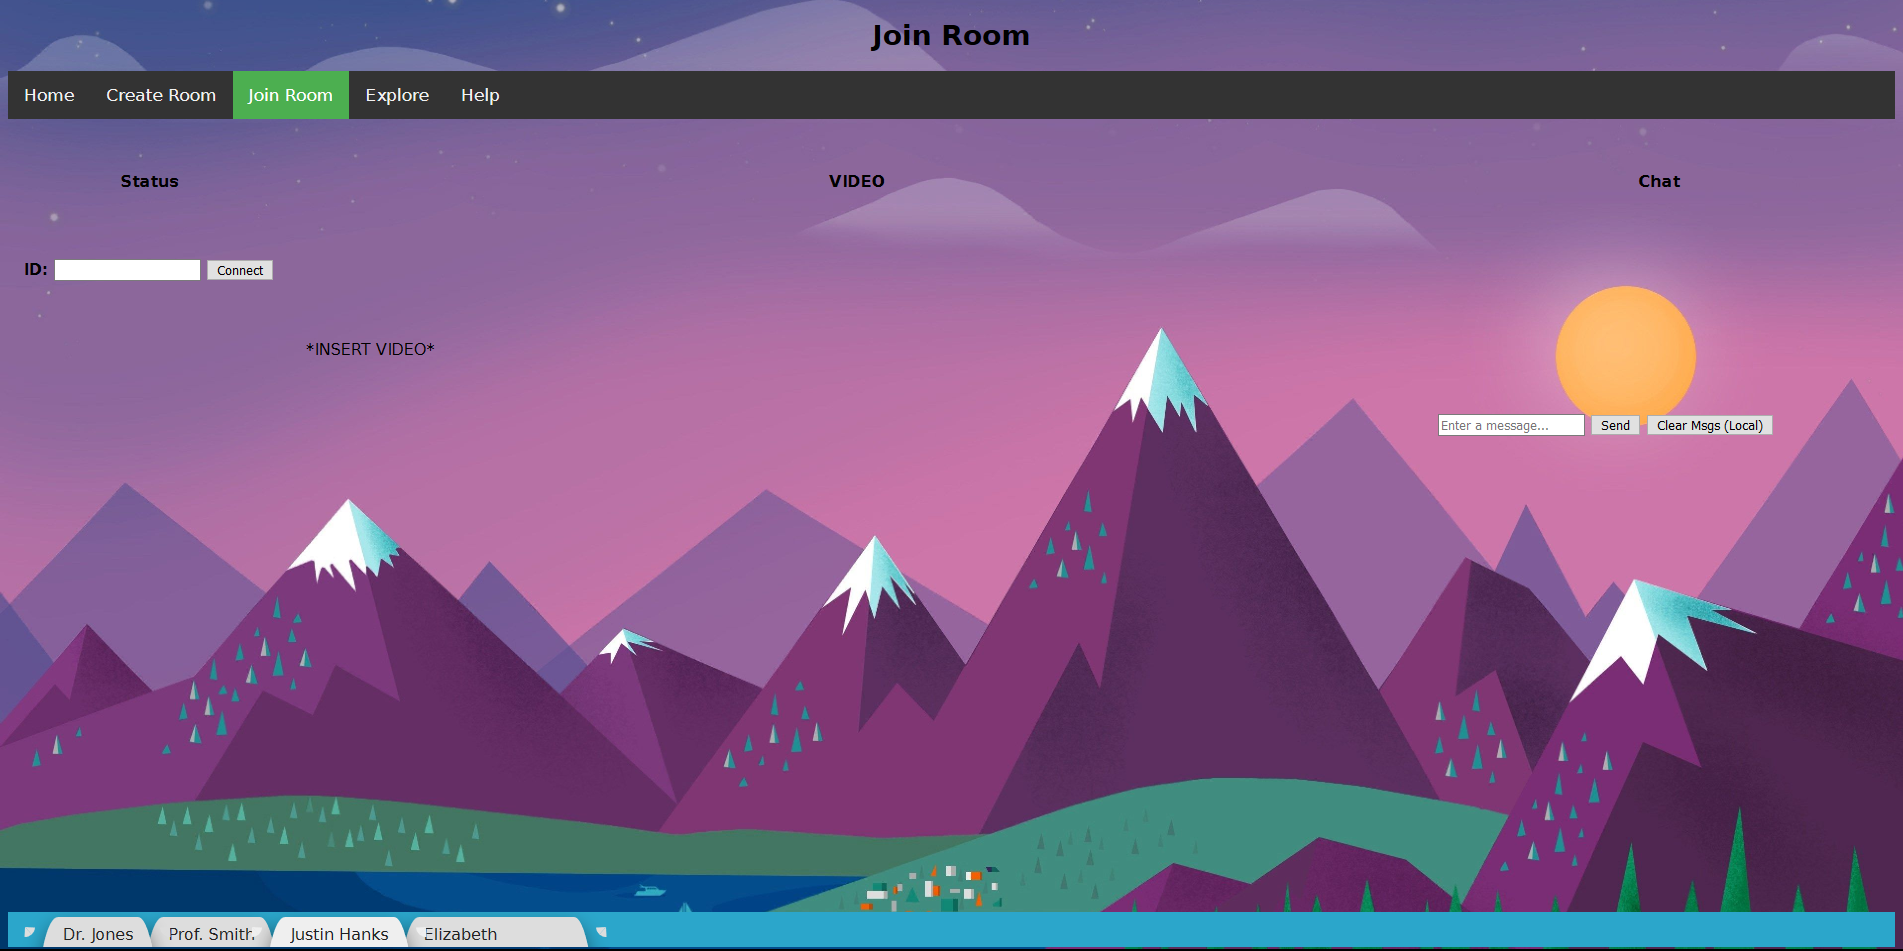 Join Room
Home Create Room Join Room Explore Help
Status VIDEO Chat
ID: Connect
*INSERT VIDEO*
Enter a message... Send Clear Msgs (Local)
Dr. Jones Prof. Smith Justin Hanks Elizabeth